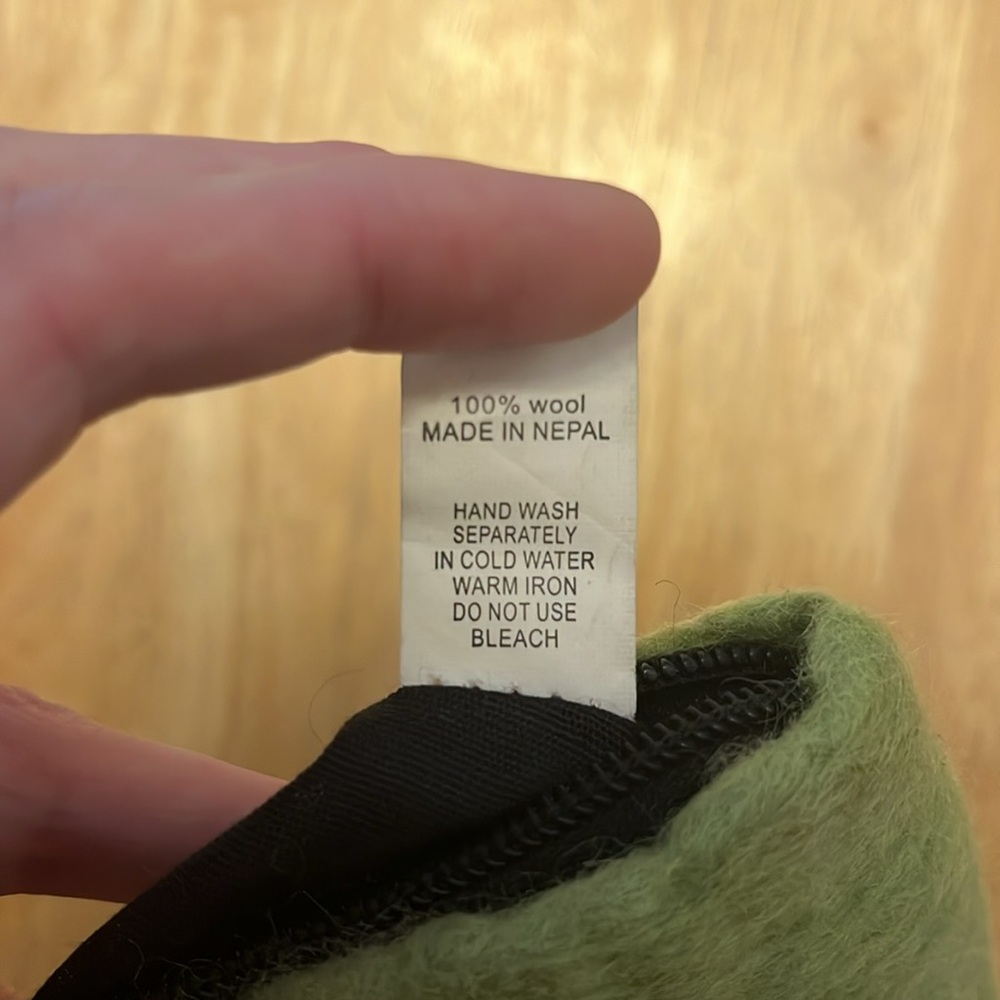 100% wool
MADE IN NEPAL
HAND WASH
SEPARATELY
IN COLD WATER
WARM IRON
DO NOT USE
BLEACH